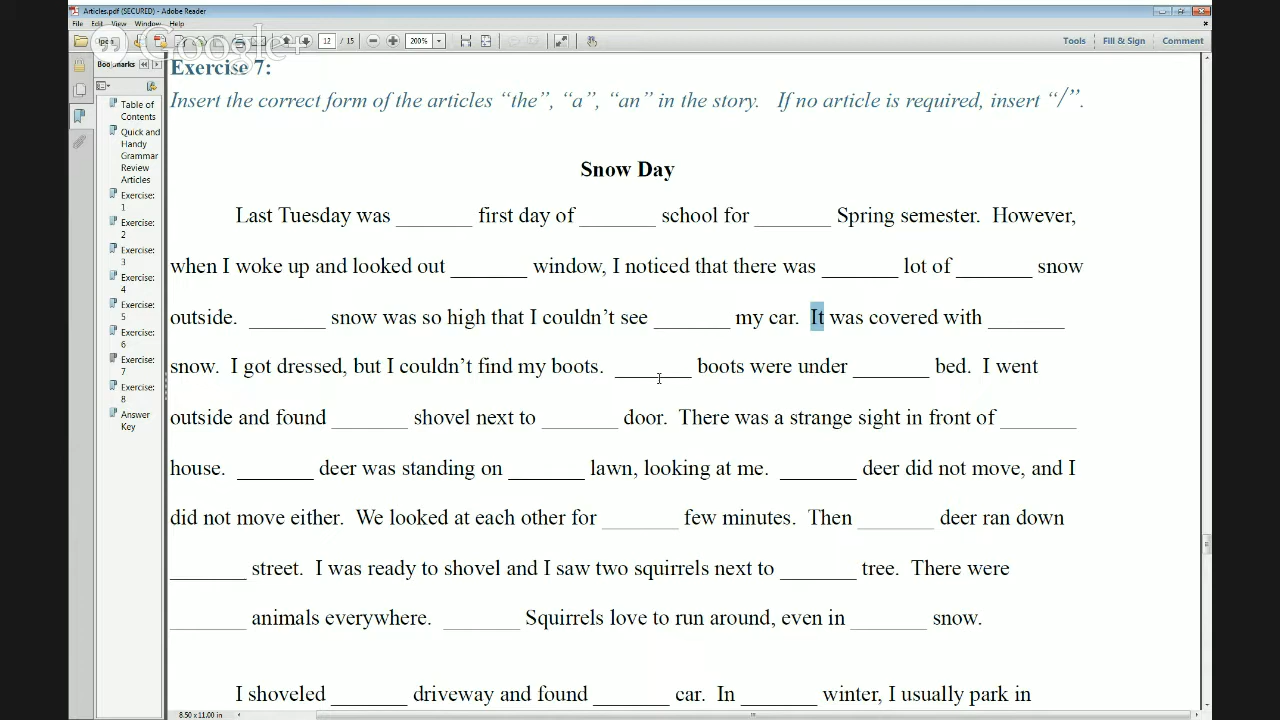 Articles.pdf (SECURED) - Adobe Reader
File Edit View Window Help
Open
Google+
12 / 15
200%
Tools Fill & Sign Comment
Bookmarks
Table of
Contents
Quick and
Handy
Grammar
Review
Articles
Exercise:
1
Exercise:
2
Exercise:
3
Exercise:
4
Exercise:
5
Exercise:
6
Exercise:
7
Exercise:
8
Answer
Key
Exercise 7:
Insert the correct form of the articles “the”, “a”, “an” in the story. If no article is required, insert “/”.
Snow Day
Last Tuesday was _______ first day of _______ school for _______ Spring semester. However,
when I woke up and looked out _______ window, I noticed that there was _______ lot of _______ snow
outside. _______ snow was so high that I couldn’t see _______ my car. It was covered with _______
snow. I got dressed, but I couldn’t find my boots. _______ boots were under _______ bed. I went
outside and found _______ shovel next to _______ door. There was a strange sight in front of _______
house. _______ deer was standing on _______ lawn, looking at me. _______ deer did not move, and I
did not move either. We looked at each other for _______ few minutes. Then _______ deer ran down
_______ street. I was ready to shovel and I saw two squirrels next to _______ tree. There were
_______ animals everywhere. _______ Squirrels love to run around, even in _______ snow.
I shoveled _______ driveway and found _______ car. In _______ winter, I usually park in
8.50 x 11.00 in